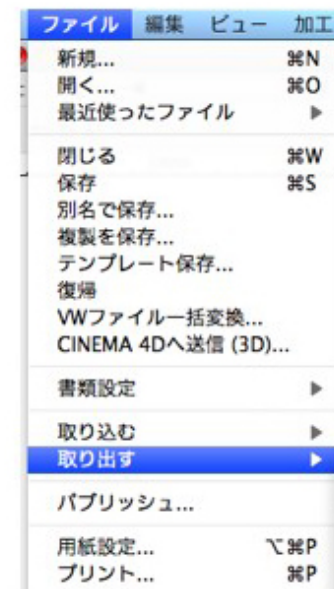 ファイル 編集 ビュー 加工
新規... ⌘N
開く... ⌘O
最近使ったファイル ▶
閉じる ⌘W
保存 ⌘S
別名で保存...
複製を保存...
テンプレート保存...
復帰
VWファイル一括変換...
CINEMA 4Dへ送信 (3D)...
書類設定 ▶
取り込む ▶
取り出す ▶
パブリッシュ...
用紙設定... ⌥⌘P
プリント... ⌘P